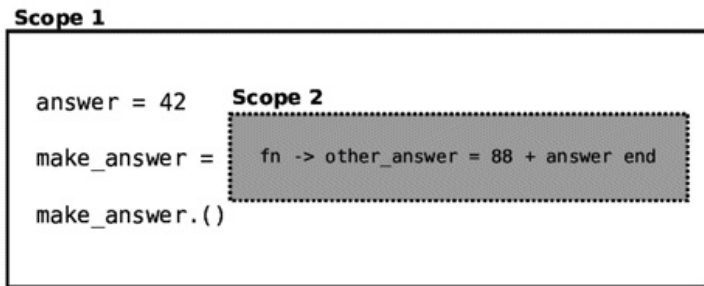 Scope 1
answer = 42
Scope 2
make_answer = fn -> other_answer = 88 + answer end
make_answer.()